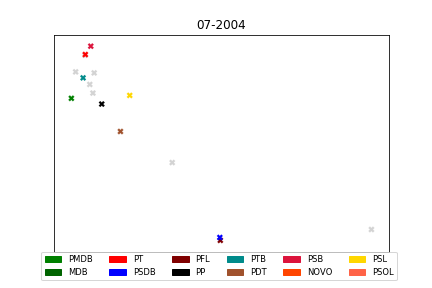 07-2004
PMDB PT PFL PTB PSB PSL
MDB PSDB PP PDT NOVO PSOL